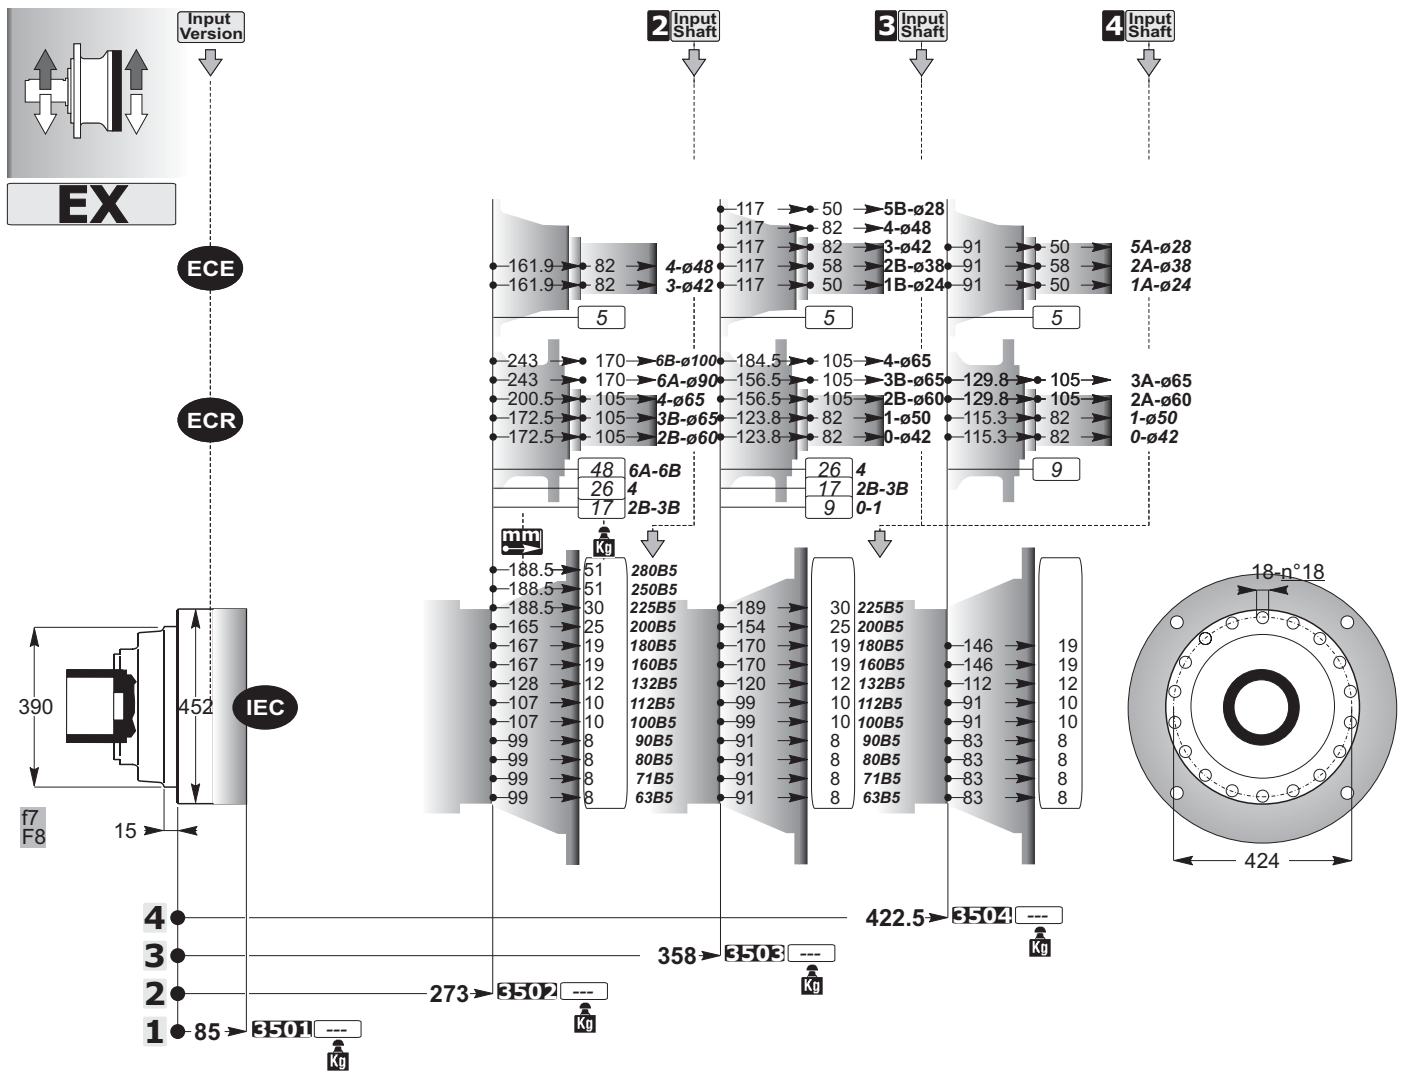 Input
Version
2 Input
Shaft
3 Input
Shaft
4 Input
Shaft
EX
ECE
117 50 5B-ø28
117 82 4-ø48
117 82 3-ø42 91 50 5A-ø28
161.9 82 4-ø48 117 58 2B-ø38 91 58 2A-ø38
161.9 82 3-ø42 117 50 1B-ø24 91 50 1A-ø24
5 5 5
ECR
243 170 6B-ø100 184.5 105 4-ø65
243 170 6A-ø90 156.5 105 3B-ø65 129.8 105 3A-ø65
200.5 105 4-ø65 156.5 105 2B-ø60 129.8 105 2A-ø60
172.5 105 3B-ø65 123.8 82 1-ø50 115.3 82 1-ø50
172.5 105 2B-ø60 123.8 82 0-ø42 115.3 82 0-ø42
48 6A-6B 26 4 9
26 4 17 2B-3B
17 2B-3B 9 0-1
mm Kg
188.5 51 280B5
188.5 51 250B5
188.5 30 225B5 189 30 225B5
165 25 200B5 154 25 200B5
167 19 180B5 170 19 180B5 146 19
167 19 160B5 170 19 160B5 146 19
128 12 132B5 120 12 132B5 112 12
107 10 112B5 99 10 112B5 91 10
107 10 100B5 99 10 100B5 91 10
99 8 90B5 91 8 90B5 83 8
99 8 80B5 91 8 80B5 83 8
99 8 71B5 91 8 71B5 83 8
99 8 63B5 91 8 63B5 83 8
390
452
IEC
f7
F8
15
18-n°18
424
4 422.5 3504 ---
Kg
3 358 3503 ---
Kg
2 273 3502 ---
Kg
1 85 3501 ---
Kg